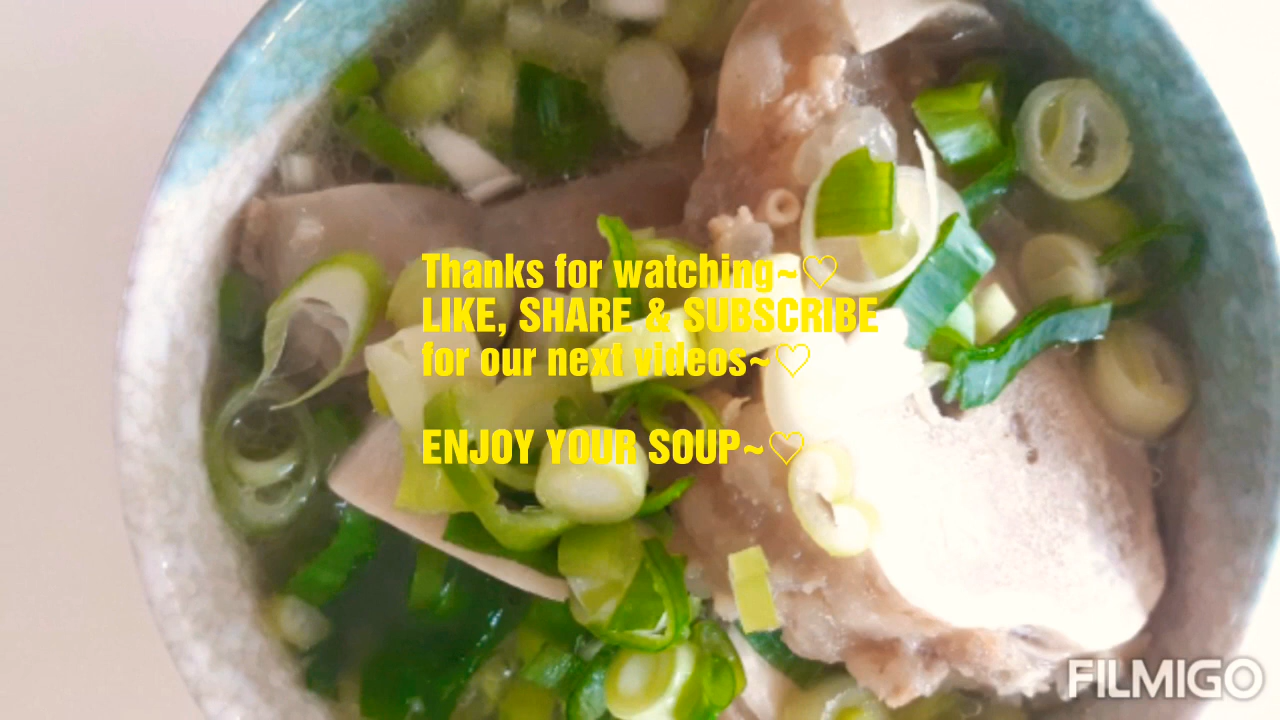 Thanks for watching~♡
LIKE, SHARE & SUBSCRIBE
for our next videos~♡
ENJOY YOUR SOUP~♡
FILMIGO